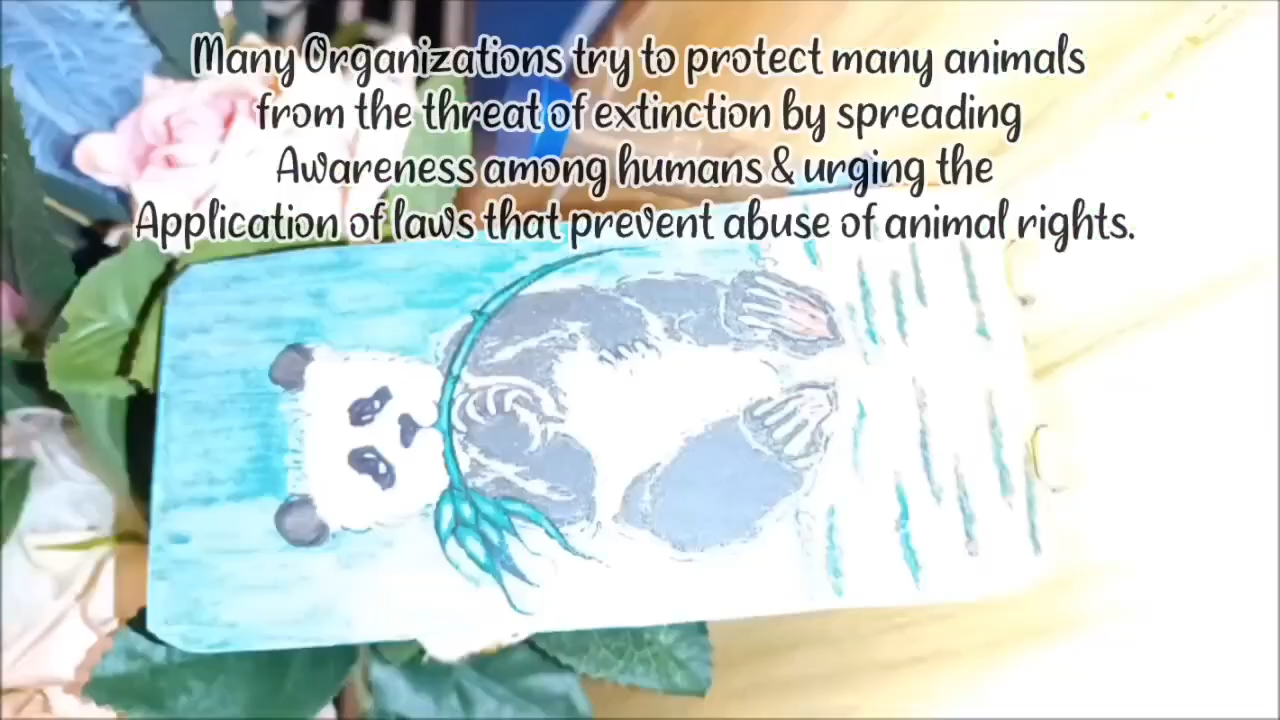 Many Organizations try to protect many animals
from the threat of extinction by spreading
Awareness among humans & urging the
Application of laws that prevent abuse of animal rights.